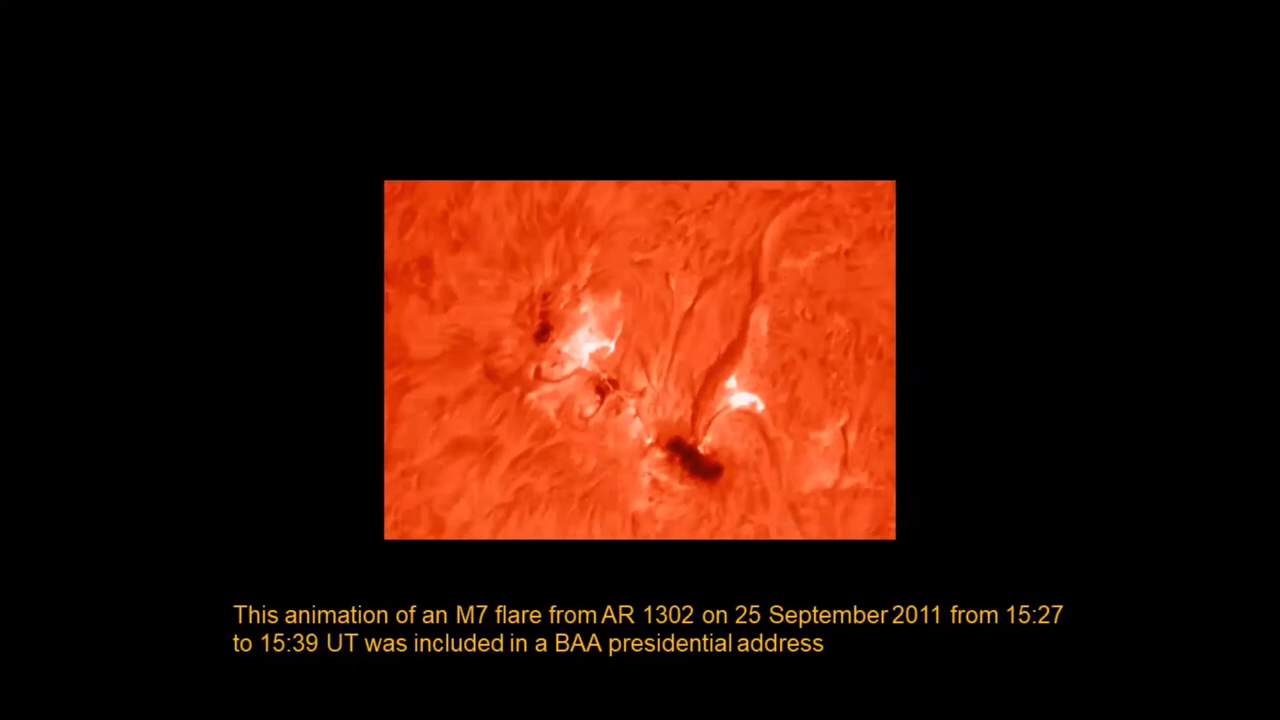 This animation of an M7 flare from AR 1302 on 25 September 2011 from 15:27
to 15:39 UT was included in a BAA presidential address